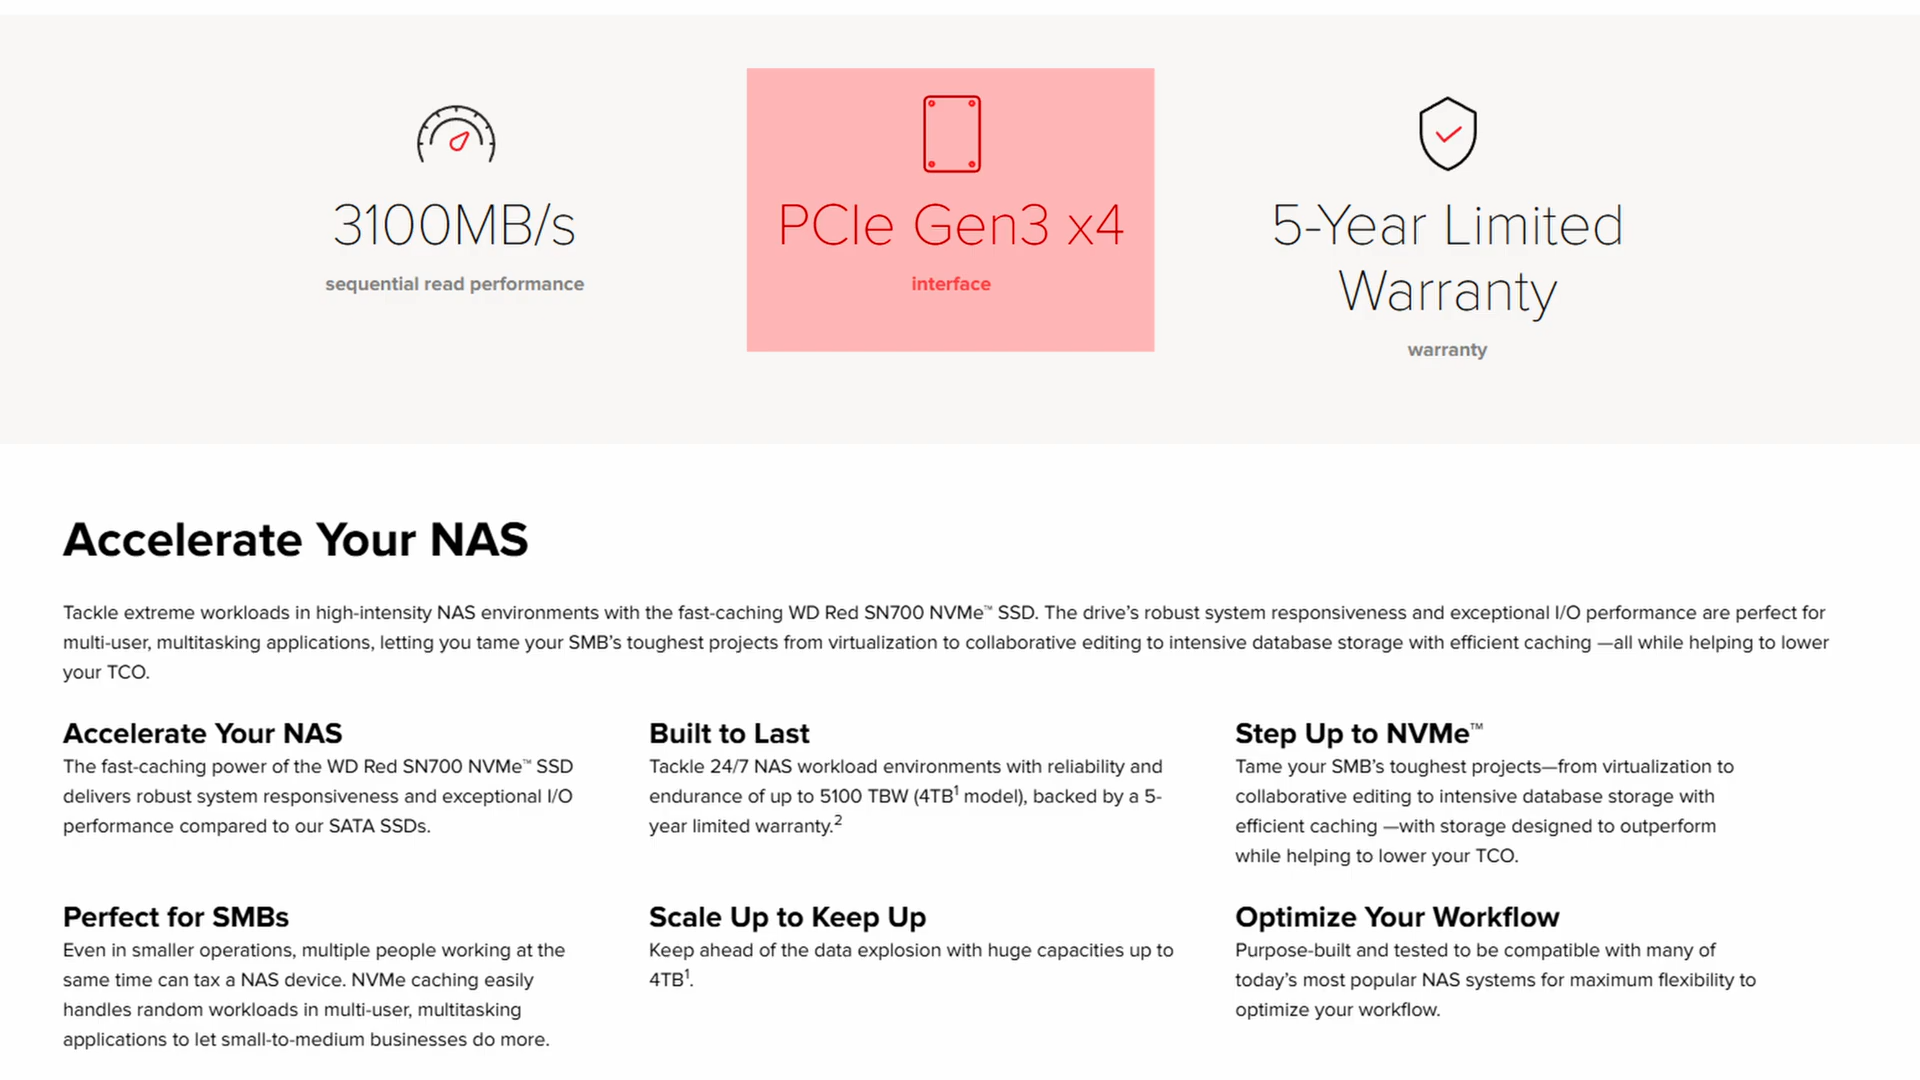 3100MB/s
sequential read performance
PCIe Gen3 x4
interface
5-Year Limited
Warranty
warranty
Accelerate Your NAS
Tackle extreme workloads in high-intensity NAS environments with the fast-caching WD Red SN700 NVMe™ SSD. The drive’s robust system responsiveness and exceptional I/O performance are perfect for
multi-user, multitasking applications, letting you tame your SMB’s toughest projects from virtualization to collaborative editing to intensive database storage with efficient caching —all while helping to lower
your TCO.
Accelerate Your NAS
The fast-caching power of the WD Red SN700 NVMe™ SSD
delivers robust system responsiveness and exceptional I/O
performance compared to our SATA SSDs.
Built to Last
Tackle 24/7 NAS workload environments with reliability and
endurance of up to 5100 TBW (4TB¹ model), backed by a 5-
year limited warranty.²
Step Up to NVMe™
Tame your SMB’s toughest projects—from virtualization to
collaborative editing to intensive database storage with
efficient caching —with storage designed to outperform
while helping to lower your TCO.
Perfect for SMBs
Even in smaller operations, multiple people working at the
same time can tax a NAS device. NVMe caching easily
handles random workloads in multi-user, multitasking
applications to let small-to-medium businesses do more.
Scale Up to Keep Up
Keep ahead of the data explosion with huge capacities up to
4TB¹.
Optimize Your Workflow
Purpose-built and tested to be compatible with many of
today’s most popular NAS systems for maximum flexibility to
optimize your workflow.